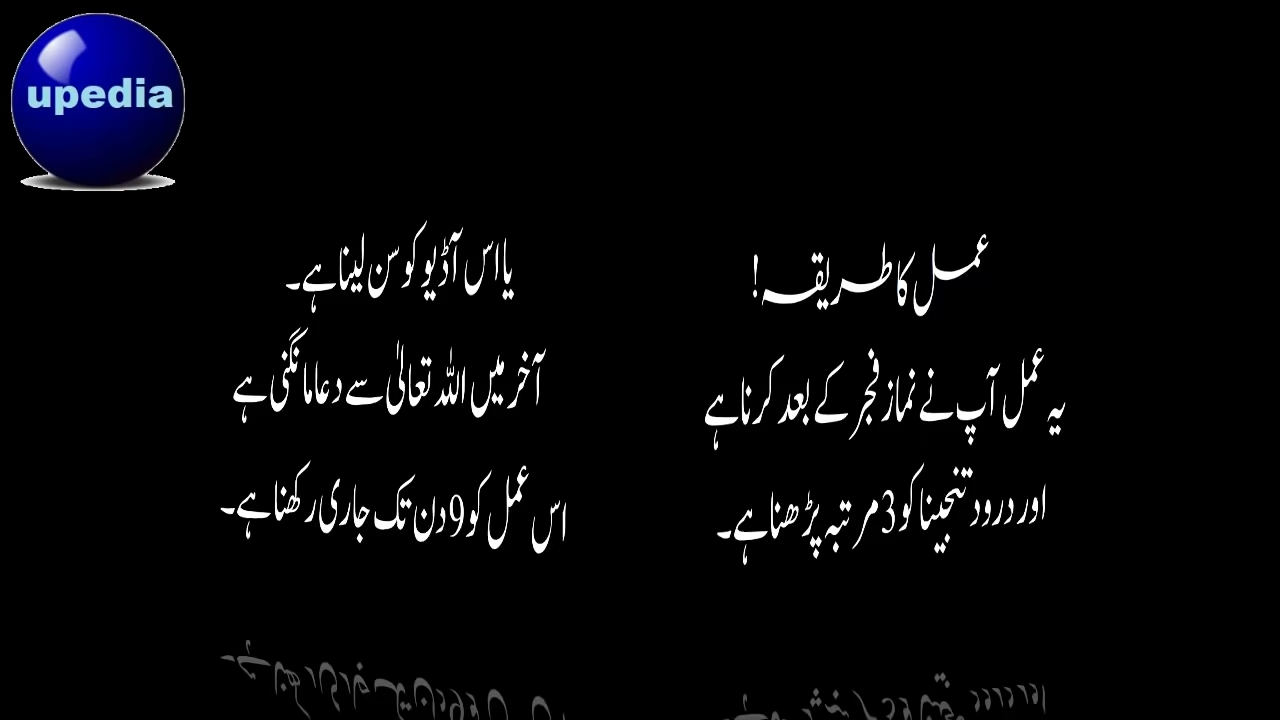 upedia
عمل کا طریقہ!
یہ عمل آپ نے نماز فجر کے بعد کرنا ہے
اور درود تنجینا کو 3 مرتبہ پڑھنا ہے۔
یا اس آڈیو کو سن لینا ہے۔
آخر میں اللہ تعالیٰ سے دعا مانگنی ہے
اس عمل کو 9 دن تک جاری رکھنا ہے۔